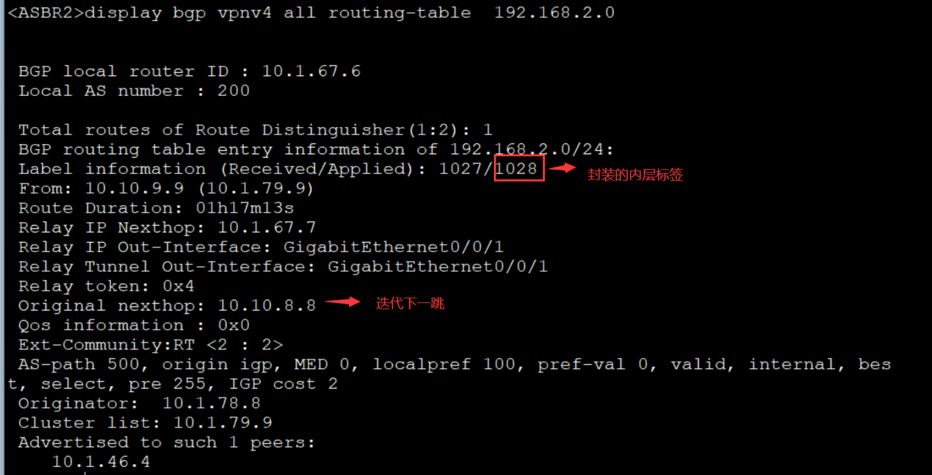 <ASBR2>display bgp vpnv4 all routing-table  192.168.2.0
BGP local router ID : 10.1.67.6
Local AS number : 200
Total routes of Route Distinguisher(1:2): 1
BGP routing table entry information of 192.168.2.0/24:
Label information (Received/Applied): 1027/1028 封装的内层标签
From: 10.10.9.9 (10.1.79.9)
Route Duration: 01h17m13s
Relay IP Nexthop: 10.1.67.7
Relay IP Out-Interface: GigabitEthernet0/0/1
Relay Tunnel Out-Interface: GigabitEthernet0/0/1
Relay token: 0x4
Original nexthop: 10.10.8.8 迭代下一跳
Qos information : 0x0
Ext-Community:RT <2 : 2>
AS-path 500, origin igp, MED 0, localpref 100, pref-val 0, valid, internal, bes
t, select, pre 255, IGP cost 2
Originator:  10.1.78.8
Cluster list: 10.1.79.9
Advertised to such 1 peers:
10.1.46.4